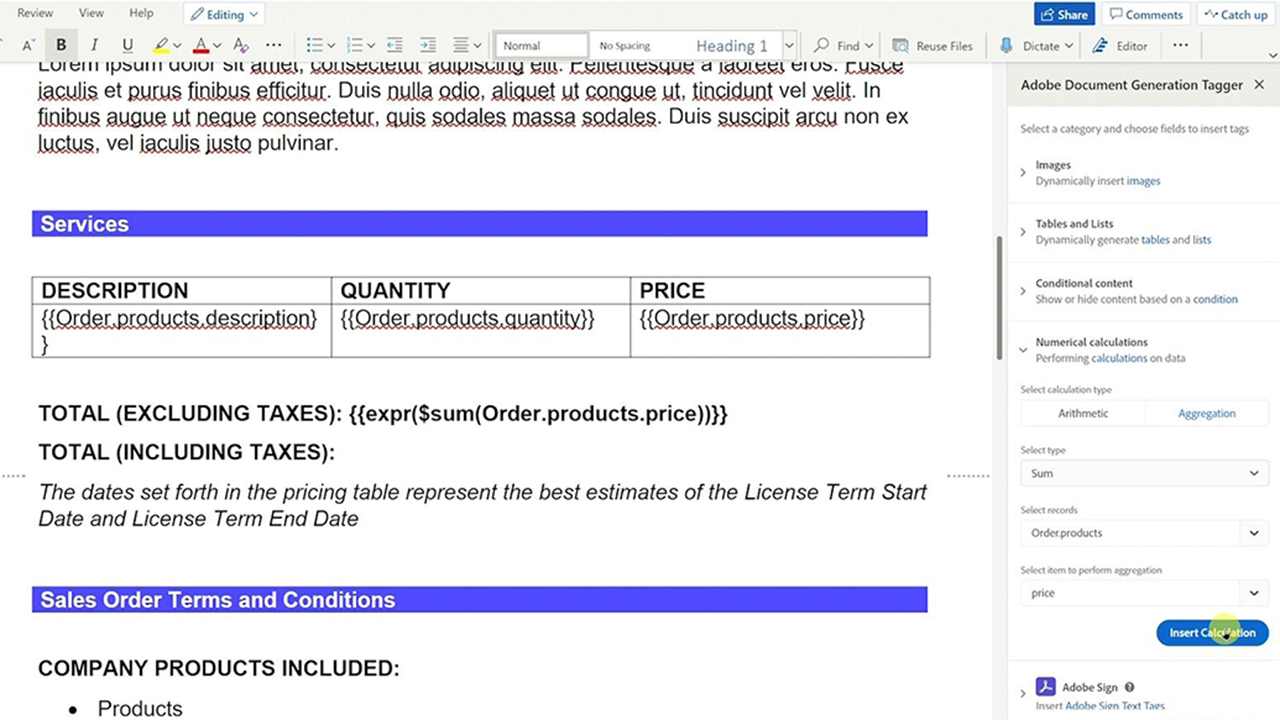 Review View Help Editing Share Comments Catch up
A B I U A A ... Normal No Spacing Heading 1 Find Reuse Files Dictate Editor ...
Lorem ipsum dolor sit amet, consectetur adipiscing elit. Pellentesque a laoreet eros. Fusce
iaculis et purus finibus efficitur. Duis nulla odio, aliquet ut congue ut, tincidunt vel velit. In
finibus augue ut neque consectetur, quis sodales massa sodales. Duis suscipit arcu non ex
luctus, vel iaculis justo pulvinar.
Services
DESCRIPTION QUANTITY PRICE
{{Order.products.description} {{Order.products.quantity}} {{Order.products.price}}
}
TOTAL (EXCLUDING TAXES): {{expr($sum(Order.products.price))}}
TOTAL (INCLUDING TAXES):
The dates set forth in the pricing table represent the best estimates of the License Term Start
Date and License Term End Date
Sales Order Terms and Conditions
COMPANY PRODUCTS INCLUDED:
• Products
Adobe Document Generation Tagger
Select a category and choose fields to insert tags
Images
Dynamically insert images
Tables and Lists
Dynamically generate tables and lists
Conditional content
Show or hide content based on a condition
Numerical calculations
Performing calculations on data
Select calculation type
Arithmetic Aggregation
Select type
Sum
Select records
Order.products
Select item to perform aggregation
price
Insert Calculation
Adobe Sign
Insert Adobe Sign Text Tags